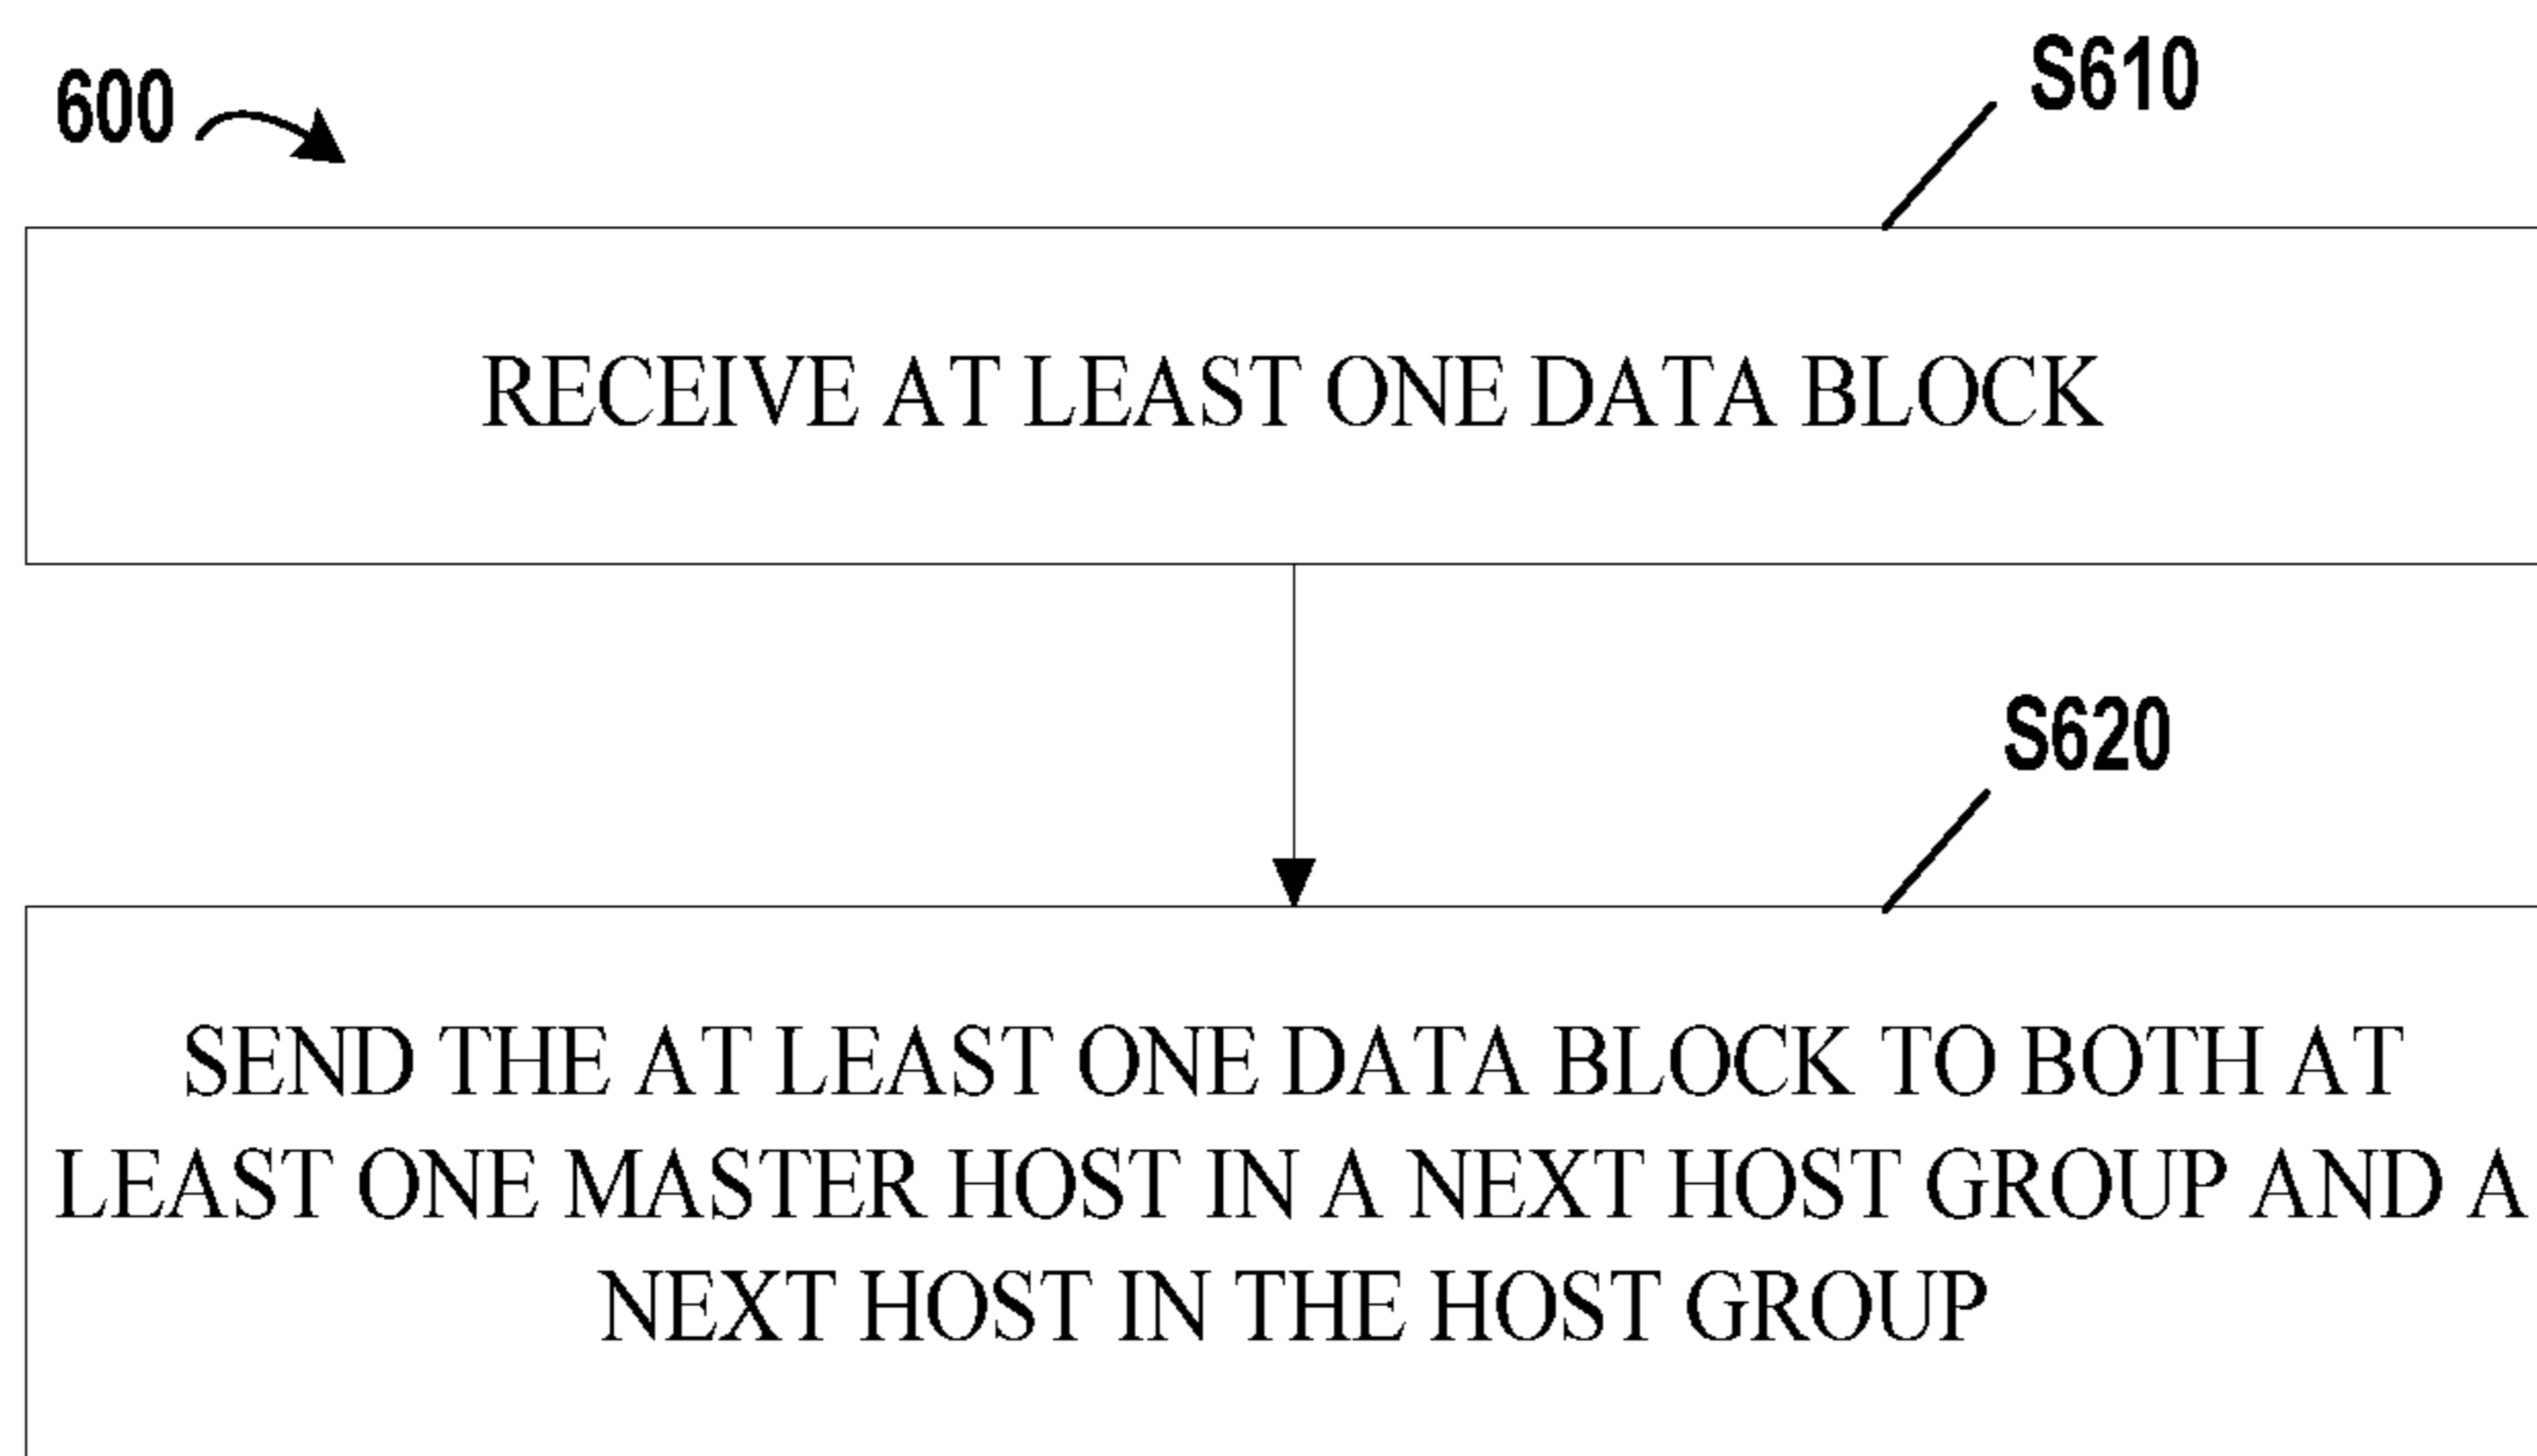 600
S610
RECEIVE AT LEAST ONE DATA BLOCK
S620
SEND THE AT LEAST ONE DATA BLOCK TO BOTH AT
LEAST ONE MASTER HOST IN A NEXT HOST GROUP AND A
NEXT HOST IN THE HOST GROUP